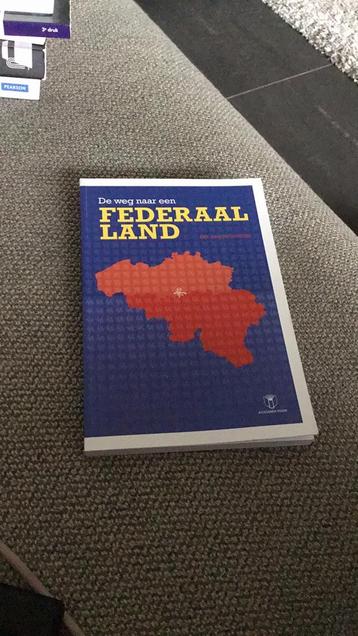 3e druk
PEARSON
De weg naar een
FEDERAAL
LAND